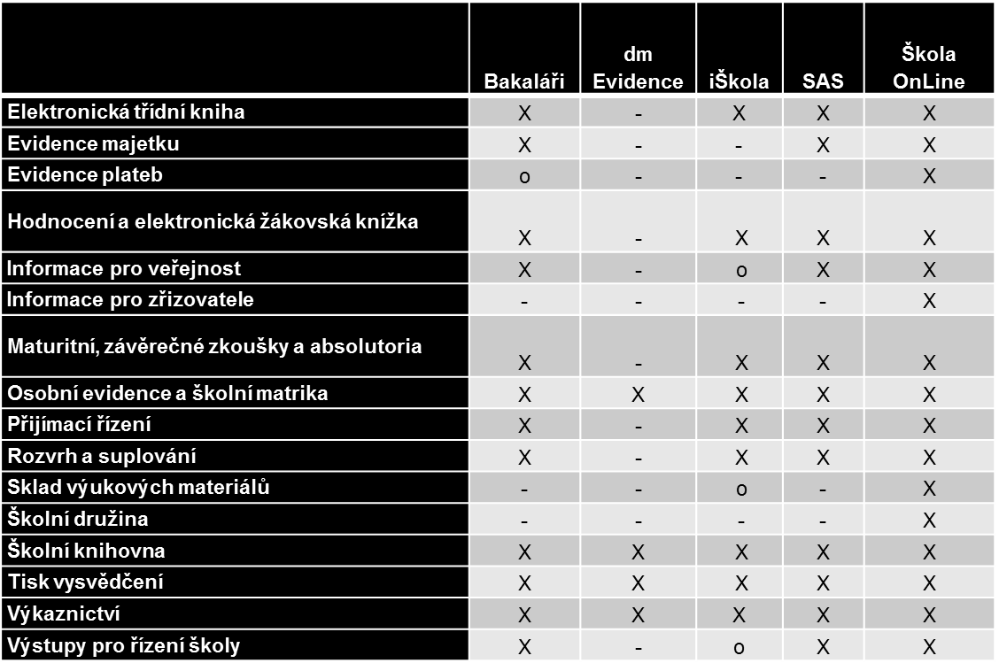 Bakaláři dm Evidence iŠkola SAS Škola OnLine
Elektronická třídní kniha X - X X X
Evidence majetku X - - X X
Evidence plateb o - - - X
Hodnocení a elektronická žákovská knížka X - X X X
Informace pro veřejnost X - o X X
Informace pro zřizovatele - - - - X
Maturitní, závěrečné zkoušky a absolutoria X - X X X
Osobní evidence a školní matrika X X X X X
Přijímací řízení X - X X X
Rozvrh a suplování X - X X X
Sklad výukových materiálů - - o - X
Školní družina - - - - X
Školní knihovna X X X X X
Tisk vysvědčení X X X X X
Výkaznictví X X X X X
Výstupy pro řízení školy X - o X X